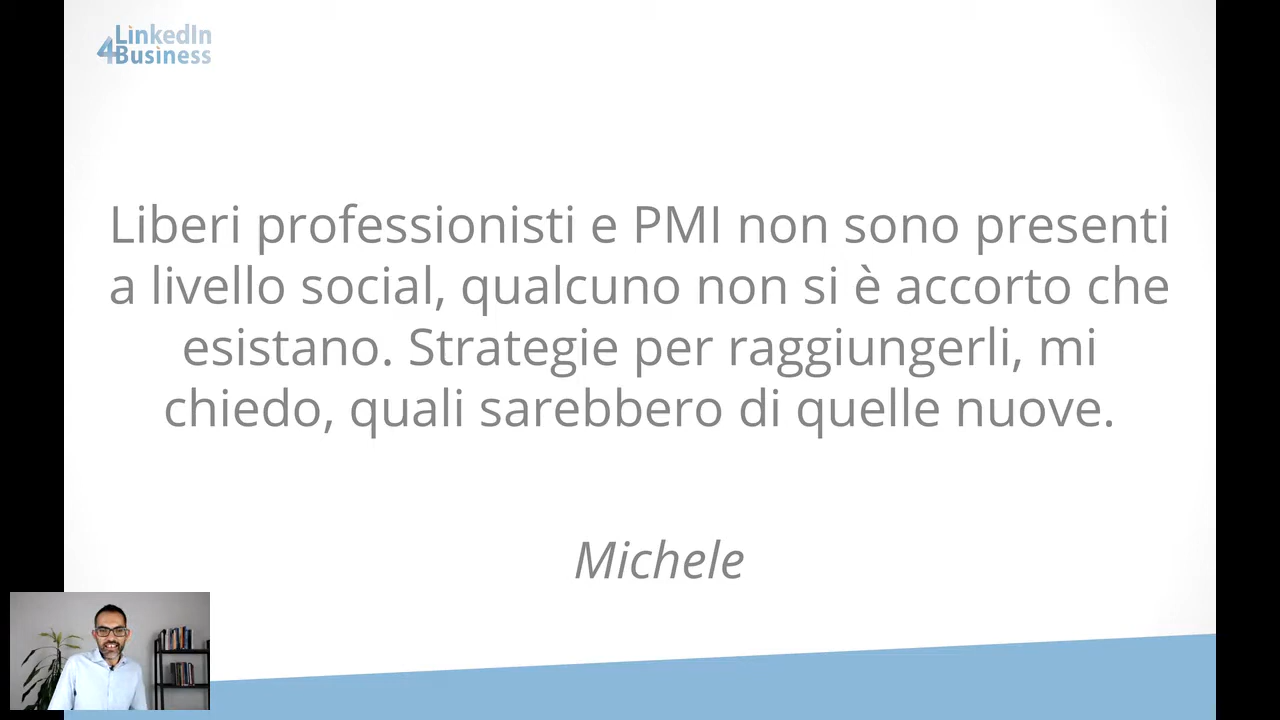 LinkedIn
4Business
Liberi professionisti e PMI non sono presenti
a livello social, qualcuno non si è accorto che
esistano. Strategie per raggiungerli, mi
chiedo, quali sarebbero di quelle nuove.
Michele